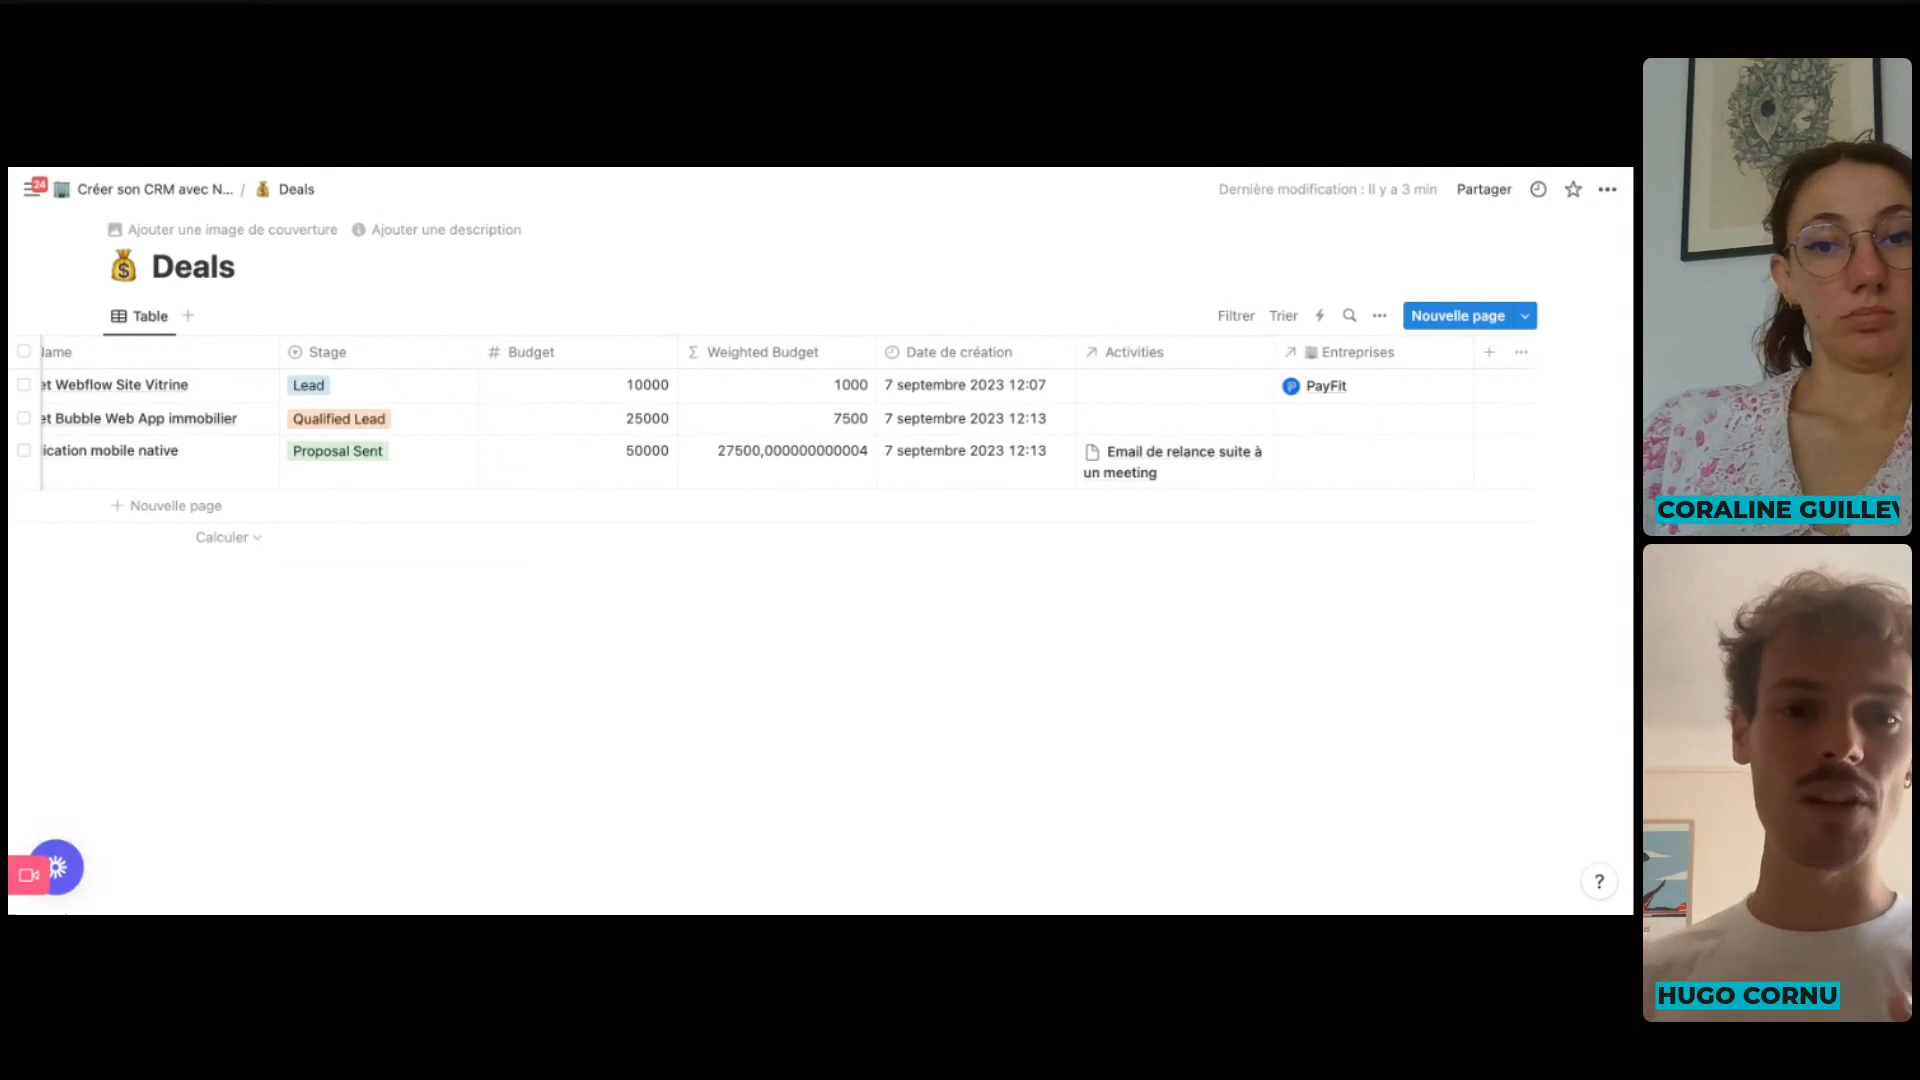 24
Créer son CRM avec N... / Deals
Dernière modification : Il y a 3 min
Partager
Ajouter une image de couverture
Ajouter une description
Deals
Table
Filtrer
Trier
Nouvelle page
Stage
Budget
Weighted Budget
Date de création
Activities
Entreprises
et Webflow Site Vitrine
Lead
10000
1000
7 septembre 2023 12:07
PayFit
et Bubble Web App immobilier
Qualified Lead
25000
7500
7 septembre 2023 12:13
ication mobile native
Proposal Sent
50000
27500,000000000004
7 septembre 2023 12:13
Email de relance suite à
un meeting
+ Nouvelle page
Calculer
?
CORALINE GUILLEV
HUGO CORNU